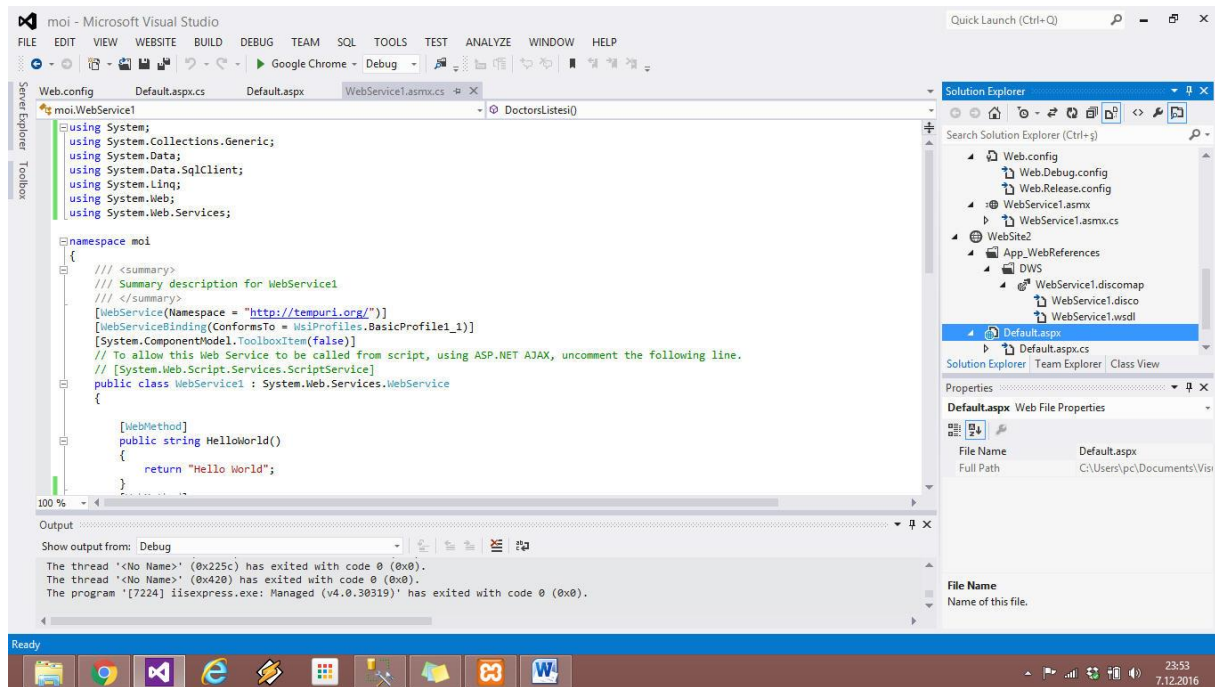 moi - Microsoft Visual Studio
Quick Launch (Ctrl+Q)
FILE EDIT VIEW WEBSITE BUILD DEBUG TEAM SQL TOOLS TEST ANALYZE WINDOW HELP
Google Chrome Debug
Server Explorer
Toolbox
Web.config Default.aspx.cs Default.aspx WebService1.asmx.cs
moi.WebService1 DoctorsListesi()
using System;
using System.Collections.Generic;
using System.Data;
using System.Data.SqlClient;
using System.Linq;
using System.Web;
using System.Web.Services;
namespace moi
{
/// <summary>
/// Summary description for WebService1
/// </summary>
[WebService(Namespace = "http://tempuri.org/")]
[WebServiceBinding(ConformsTo = WsiProfiles.BasicProfile1_1)]
[System.ComponentModel.ToolboxItem(false)]
// To allow this Web Service to be called from script, using ASP.NET AJAX, uncomment the following line.
// [System.Web.Script.Services.ScriptService]
public class WebService1 : System.Web.Services.WebService
{
[WebMethod]
public string HelloWorld()
{
return "Hello World";
}
100 %
Output
Show output from: Debug
The thread '<No Name>' (0x225c) has exited with code 0 (0x0).
The thread '<No Name>' (0x420) has exited with code 0 (0x0).
The program '[7224] iisexpress.exe: Managed (v4.0.30319)' has exited with code 0 (0x0).
Solution Explorer
Search Solution Explorer (Ctrl+ş)
Web.config
Web.Debug.config
Web.Release.config
WebService1.asmx
WebService1.asmx.cs
WebSite2
App_WebReferences
DWS
WebService1.discomap
WebService1.disco
WebService1.wsdl
Default.aspx
Default.aspx.cs
Solution Explorer Team Explorer Class View
Properties
Default.aspx Web File Properties
File Name Default.aspx
Full Path C:\Users\pc\Documents\Vis
File Name
Name of this file.
Ready
23:53
7.12.2016